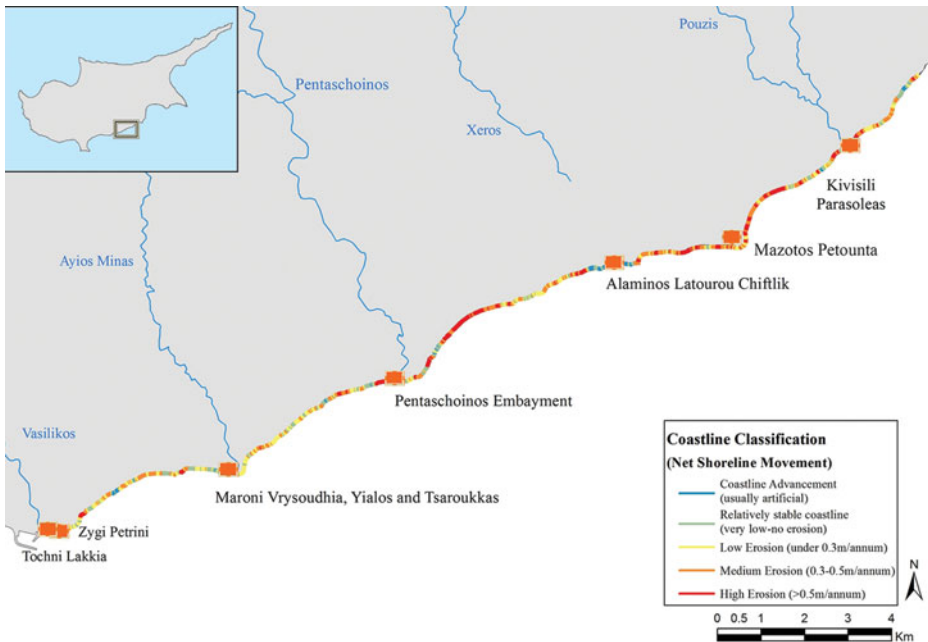 Pouzis
Pentaschoinos
Xeros
Kivisili
Parasoleas
Mazotos Petounta
Ayios Minas
Alaminos Latourou Chiftlik
Pentaschoinos Embayment
Vasilikos
Maroni Vrysoudhia, Yialos and Tsaroukkas
Zygi Petrini
Tochni Lakkia
Coastline Classification
(Net Shoreline Movement)
Coastline Advancement
(usually artificial)
Relatively stable coastline
(very low-no erosion)
Low Erosion (under 0.3m/annum)
Medium Erosion (0.3-0.5m/annum)
High Erosion (>0.5m/annum)
N
0 0.5 1 2 3 4
Km